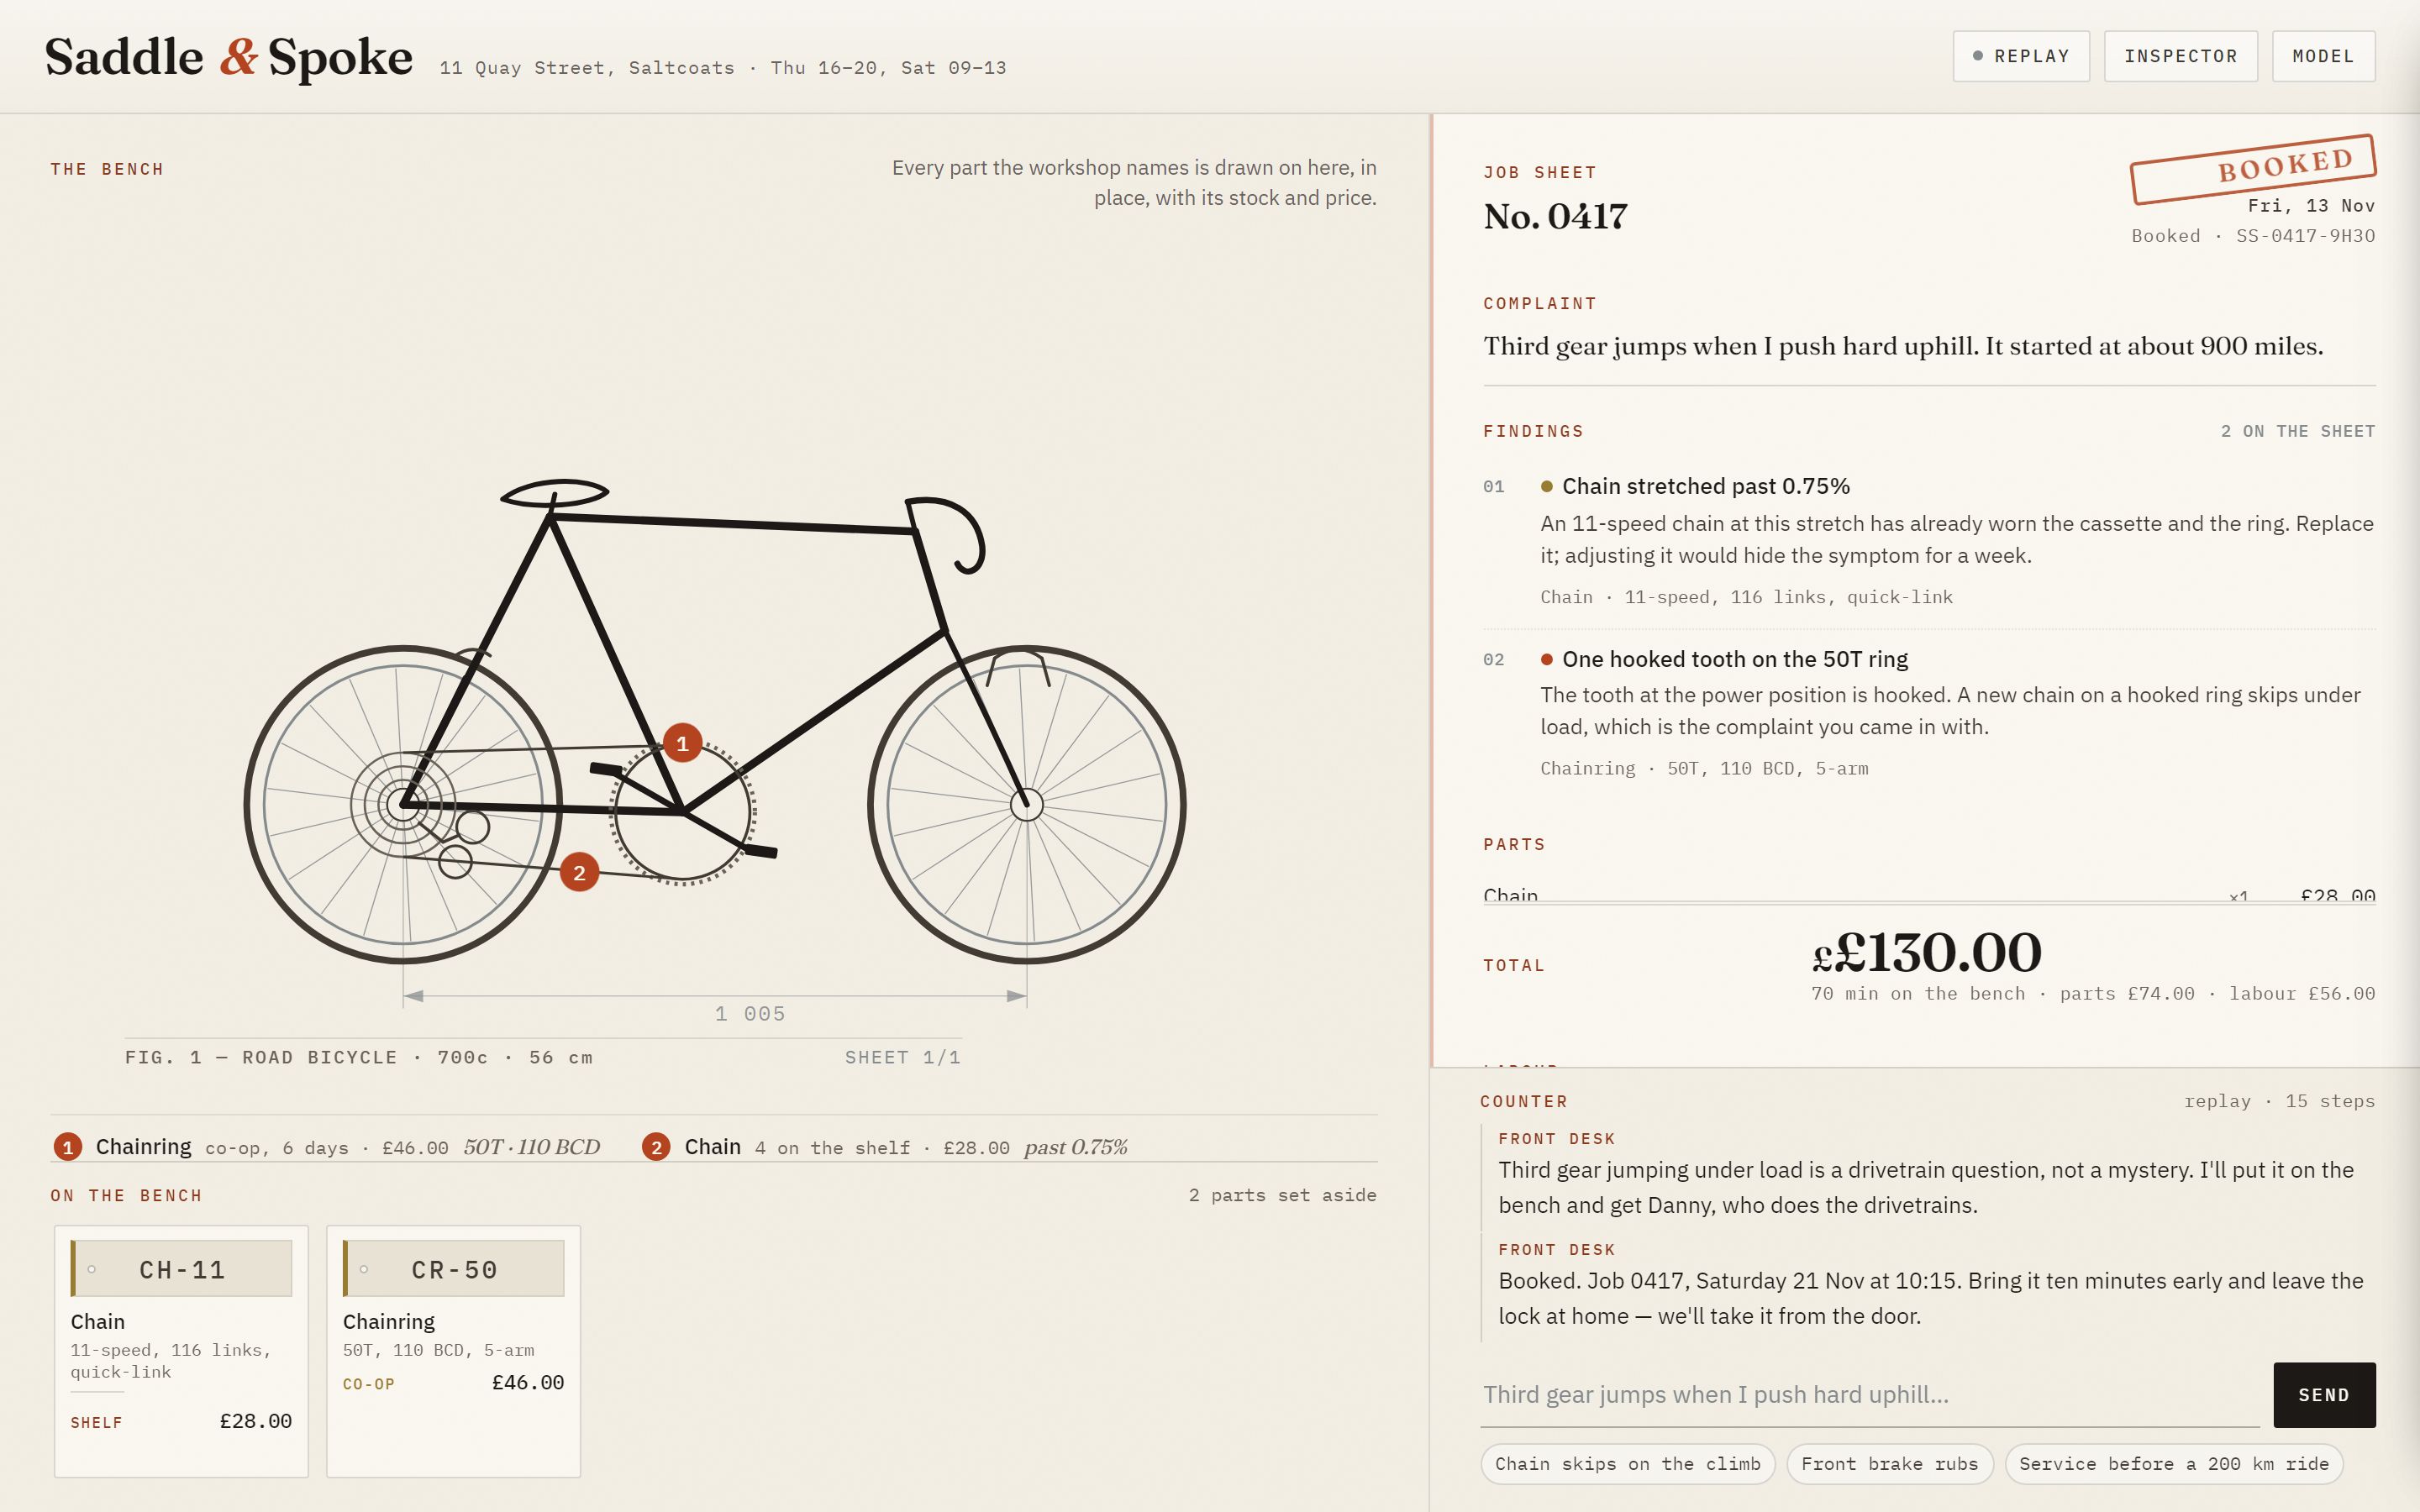 Saddle & Spoke
11 Quay Street, Saltcoats · Thu 16–20, Sat 09–13
REPLAY
INSPECTOR
MODEL
THE BENCH
Every part the workshop names is drawn on here, in
place, with its stock and price.
1
2
1 005
FIG. 1 — ROAD BICYCLE · 700c · 56 cm
SHEET 1/1
1 Chainring co-op, 6 days · £46.00 50T · 110 BCD
2 Chain 4 on the shelf · £28.00 past 0.75%
ON THE BENCH
2 parts set aside
CH-11
Chain
11-speed, 116 links,
quick-link
SHELF £28.00
CR-50
Chainring
50T, 110 BCD, 5-arm
CO-OP £46.00
JOB SHEET
No. 0417
BOOKED
Fri, 13 Nov
Booked · SS-0417-9H3O
COMPLAINT
Third gear jumps when I push hard uphill. It started at about 900 miles.
FINDINGS
2 ON THE SHEET
01 Chain stretched past 0.75%
An 11-speed chain at this stretch has already worn the cassette and the ring. Replace
it; adjusting it would hide the symptom for a week.
Chain · 11-speed, 116 links, quick-link
02 One hooked tooth on the 50T ring
The tooth at the power position is hooked. A new chain on a hooked ring skips under
load, which is the complaint you came in with.
Chainring · 50T, 110 BCD, 5-arm
PARTS
Chain ×1 £28.00
TOTAL
££130.00
70 min on the bench · parts £74.00 · labour £56.00
COUNTER
replay · 15 steps
FRONT DESK
Third gear jumping under load is a drivetrain question, not a mystery. I'll put it on the
bench and get Danny, who does the drivetrains.
FRONT DESK
Booked. Job 0417, Saturday 21 Nov at 10:15. Bring it ten minutes early and leave the
lock at home — we'll take it from the door.
Third gear jumps when I push hard uphill...
SEND
Chain skips on the climb
Front brake rubs
Service before a 200 km ride